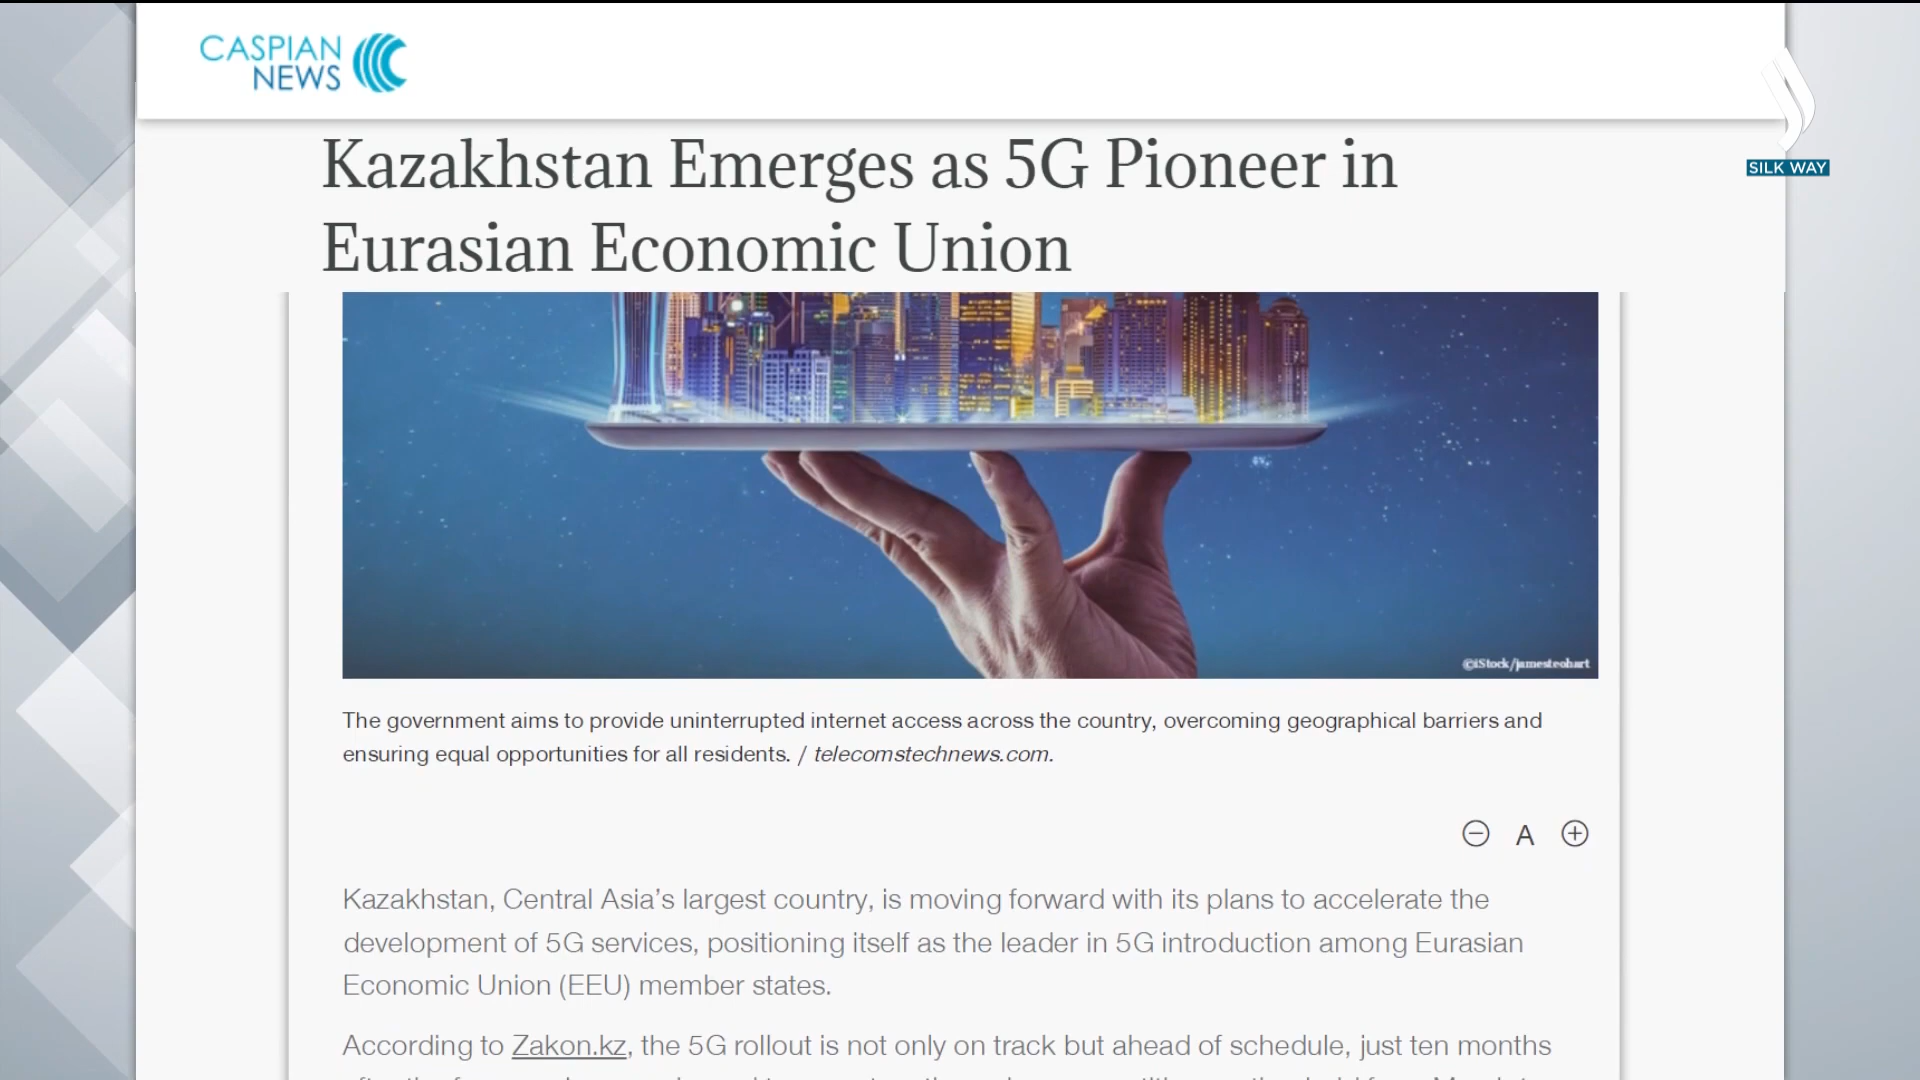 CASPIAN
NEWS
SILK WAY
Kazakhstan Emerges as 5G Pioneer in
Eurasian Economic Union
©iStock/jamesteohart
The government aims to provide uninterrupted internet access across the country, overcoming geographical barriers and
ensuring equal opportunities for all residents. / telecomstechnews.com.
A
Kazakhstan, Central Asia’s largest country, is moving forward with its plans to accelerate the
development of 5G services, positioning itself as the leader in 5G introduction among Eurasian
Economic Union (EEU) member states.
According to Zakon.kz, the 5G rollout is not only on track but ahead of schedule, just ten months